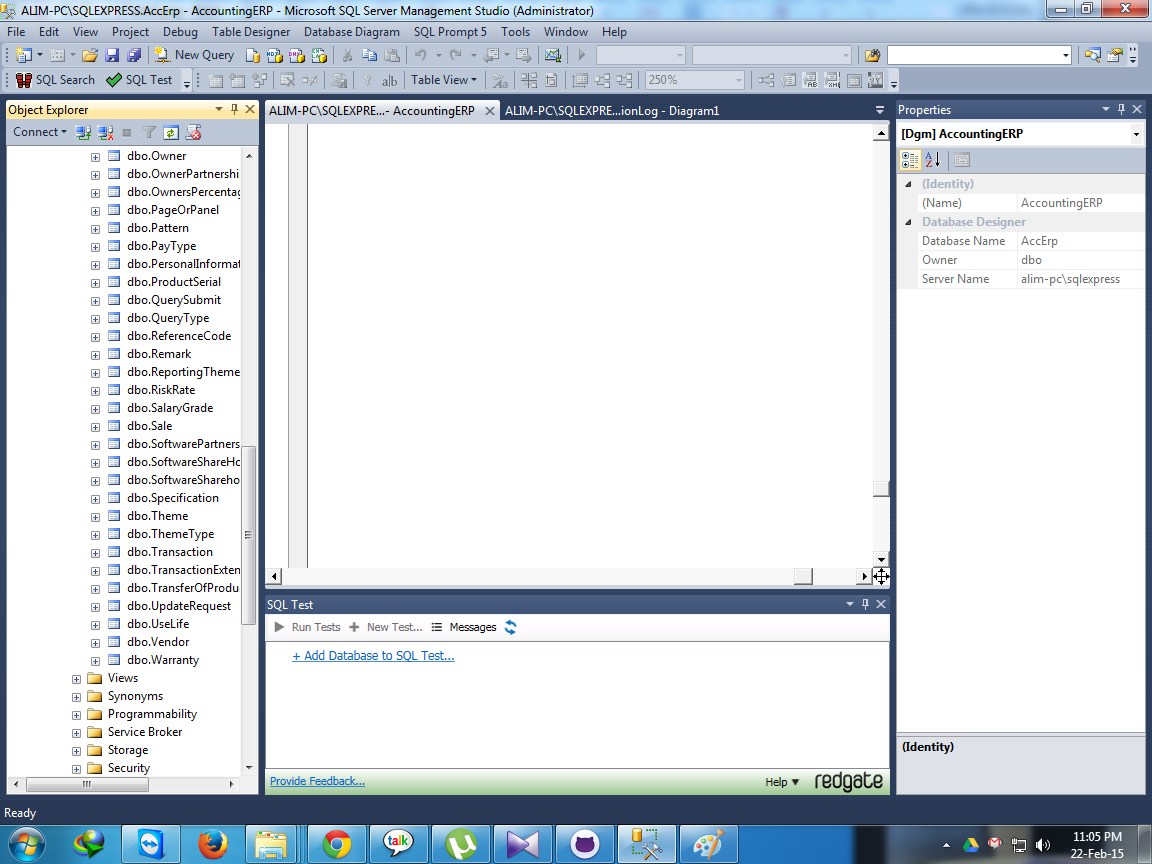 ALIM-PC\SQLEXPRESS.AccErp - AccountingERP - Microsoft SQL Server Management Studio (Administrator)
File Edit View Project Debug Table Designer Database Diagram SQL Prompt 5 Tools Window Help
New Query
SQL Search SQL Test ab| Table View 250%
Object Explorer
Connect
dbo.Owner
dbo.OwnerPartnershi
dbo.OwnersPercentag
dbo.PageOrPanel
dbo.Pattern
dbo.PayType
dbo.PersonalInformat
dbo.ProductSerial
dbo.QuerySubmit
dbo.QueryType
dbo.ReferenceCode
dbo.Remark
dbo.ReportingTheme
dbo.RiskRate
dbo.SalaryGrade
dbo.Sale
dbo.SoftwarePartners
dbo.SoftwareShareHo
dbo.SoftwareShareho
dbo.Specification
dbo.Theme
dbo.ThemeType
dbo.Transaction
dbo.TransactionExten
dbo.TransferOfProdu
dbo.UpdateRequest
dbo.UseLife
dbo.Vendor
dbo.Warranty
Views
Synonyms
Programmability
Service Broker
Storage
Security
ALIM-PC\SQLEXPRE...- AccountingERP
ALIM-PC\SQLEXPRE...ionLog - Diagram1
SQL Test
Run Tests New Test... Messages
+ Add Database to SQL Test...
Provide Feedback...
Help
redgate
Properties
[Dgm] AccountingERP
(Identity)
(Name) AccountingERP
Database Designer
Database Name AccErp
Owner dbo
Server Name alim-pc\sqlexpress
(Identity)
Ready
talk
11:05 PM
22-Feb-15